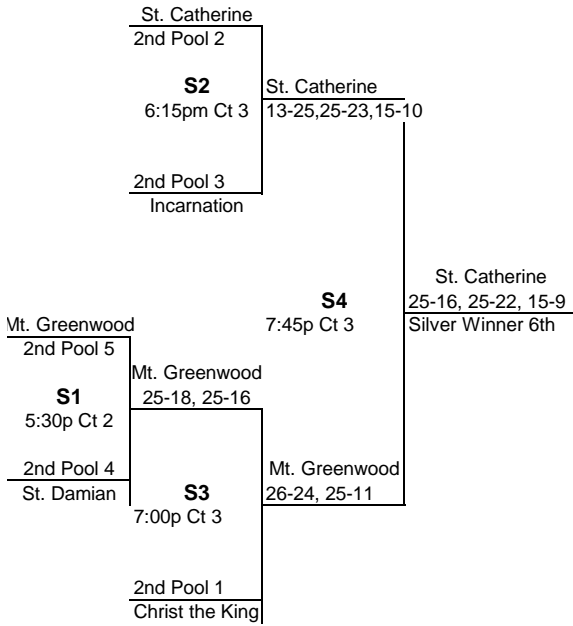 St. Catherine
2nd Pool 2
S2
6:15pm Ct 3
St. Catherine
13-25,25-23,15-10
2nd Pool 3
Incarnation
St. Catherine
S4
7:45p Ct 3
25-16, 25-22, 15-9
Silver Winner 6th
Mt. Greenwood
2nd Pool 5
Mt. Greenwood
S1
5:30p Ct 2
25-18, 25-16
2nd Pool 4
St. Damian
Mt. Greenwood
S3
7:00p Ct 3
26-24, 25-11
2nd Pool 1
Christ the King